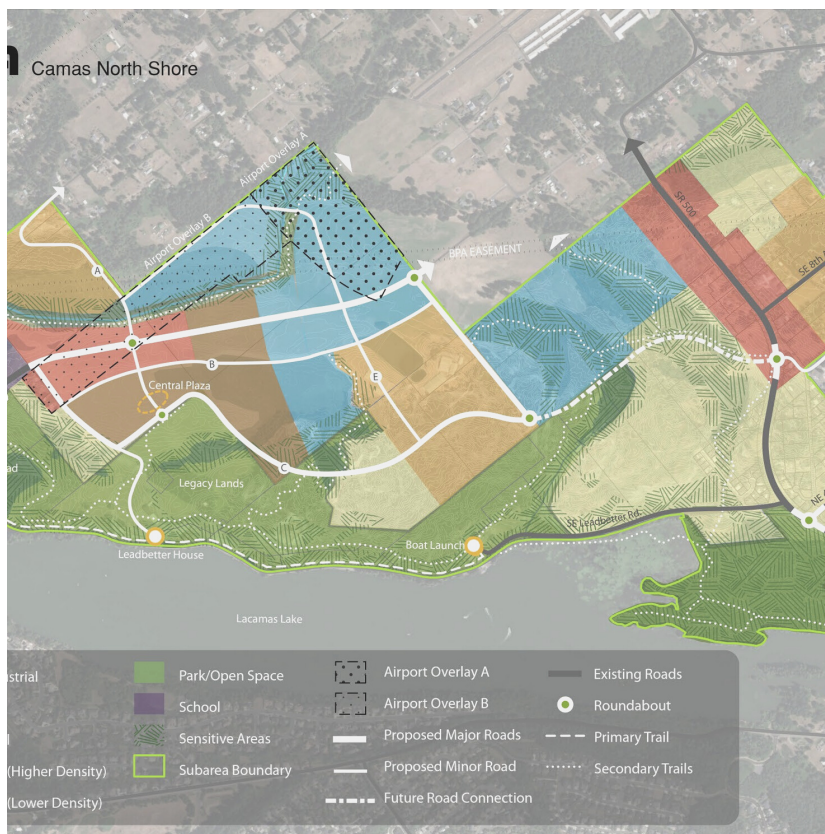 Camas North Shore
Airport Overlay A
Airport Overlay B
SR 500
BPA EASEMENT
SE 8th
A
B
E
Central Plaza
C
Legacy Lands
ad
NE
SE Leadbetter Rd.
Boat Launch
Leadbetter House
Lacamas Lake
ustrial
l
(Higher Density)
(Lower Density)
Park/Open Space
School
Sensitive Areas
Subarea Boundary
Airport Overlay A
Airport Overlay B
Proposed Major Roads
Proposed Minor Road
Future Road Connection
Existing Roads
Roundabout
Primary Trail
Secondary Trails